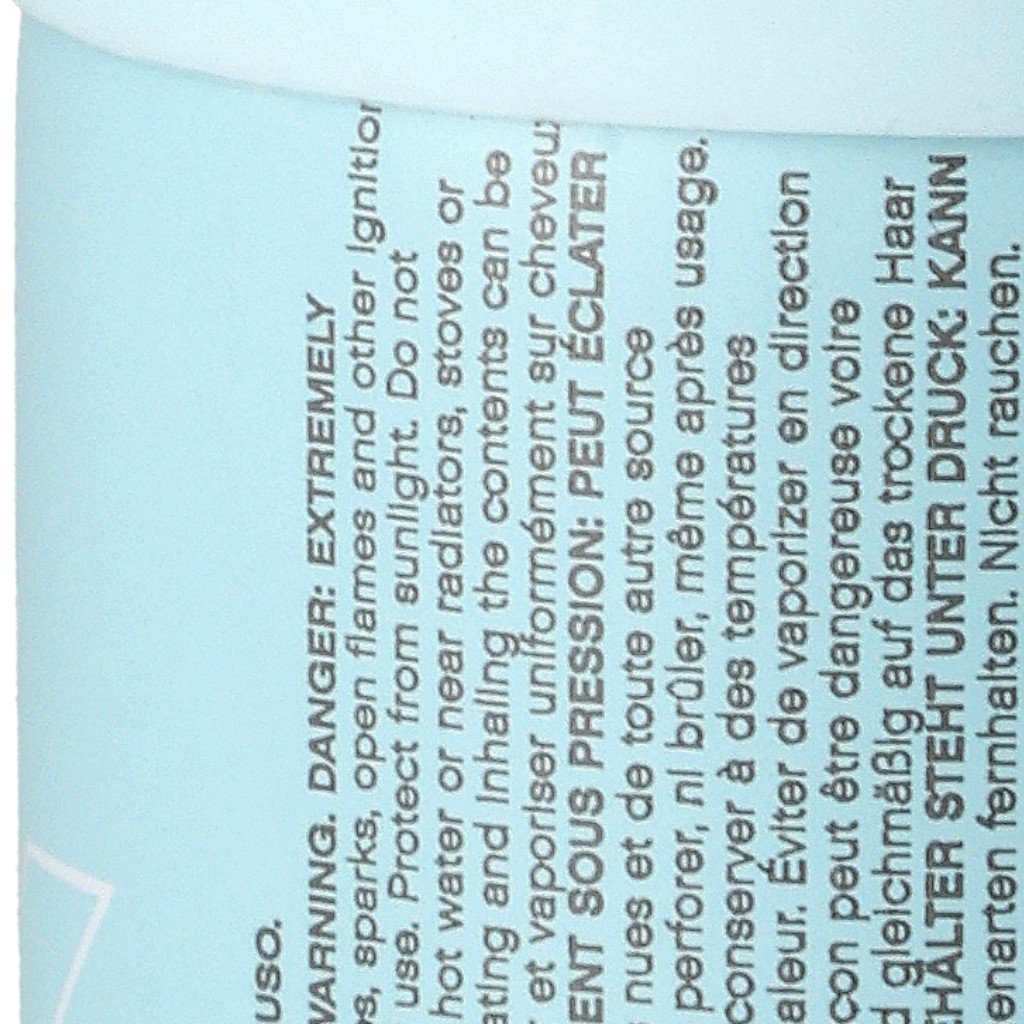 USO.
WARNING. DANGER: EXTREMELY
sparks, open flames and other ignition
use. Protect from sunlight. Do not
hot water or near radiators, stoves or
ating and inhaling the contents can be
et vaporiser uniformément sur cheveux
ENT SOUS PRESSION: PEUT ÉCLATER
nues et de toute autre source
perforer, ni brûler, même après usage.
conserver à des températures
aleur. Éviter de vaporizer en direction
con peut être dangereuse voire
d gleichmäßig auf das trockene Haar
HÄLTER STEHT UNTER DRUCK: KANN
enarten fernhalten. Nicht rauchen.